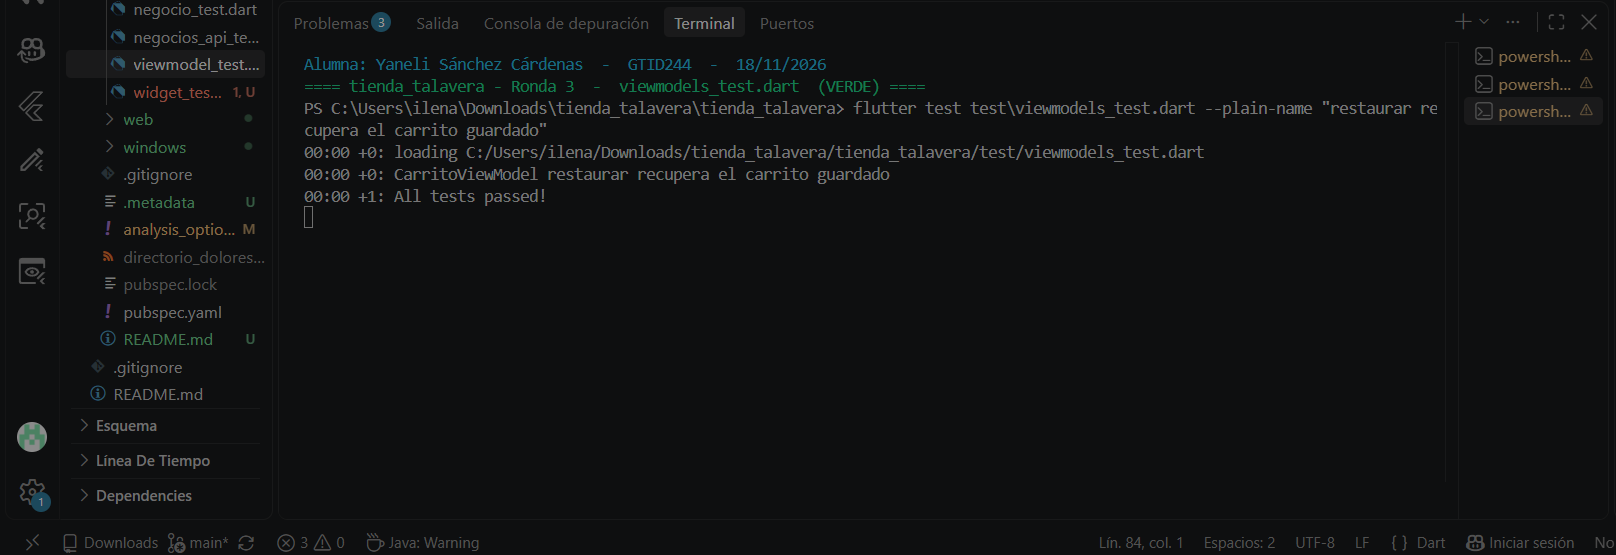 negocio_test.dart
negocios_api_te...
viewmodel_test....
widget_tes... 1, U
web
windows
.gitignore
.metadata U
analysis_optio... M
directorio_dolores...
pubspec.lock
pubspec.yaml
README.md U
.gitignore
README.md
Esquema
Línea De Tiempo
Dependencies
1
Problemas 3 Salida Consola de depuración Terminal Puertos
Alumna: Yaneli Sánchez Cárdenas - GTID244 - 18/11/2026
==== tienda_talavera - Ronda 3 - viewmodels_test.dart (VERDE) ====
PS C:\Users\ilena\Downloads\tienda_talavera\tienda_talavera> flutter test test\viewmodels_test.dart --plain-name "restaurar re
cupera el carrito guardado"
00:00 +0: loading C:/Users/ilena/Downloads/tienda_talavera/tienda_talavera/test/viewmodels_test.dart
00:00 +0: CarritoViewModel restaurar recupera el carrito guardado
00:00 +1: All tests passed!
powersh...
powersh...
powersh...
Downloads main* 3 0 Java: Warning Lín. 84, col. 1 Espacios: 2 UTF-8 LF { } Dart Iniciar sesión No